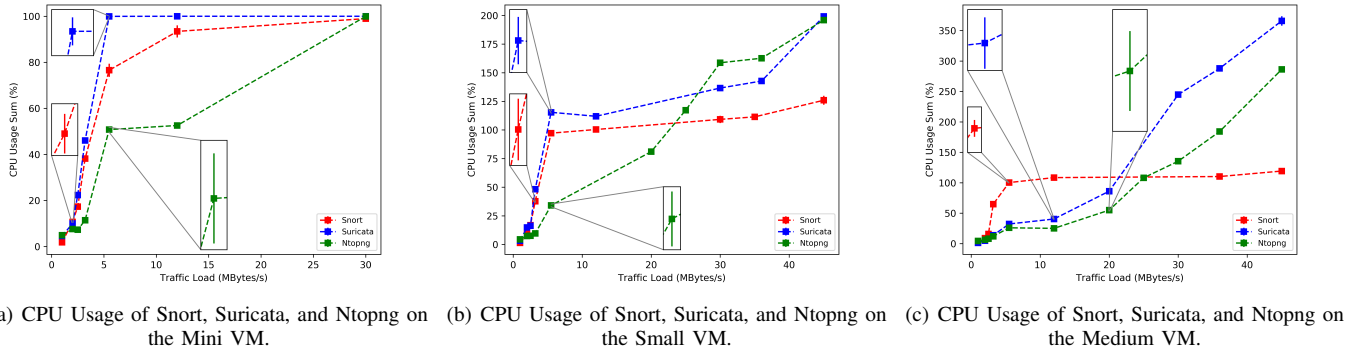 100
80
60
40
20
0
CPU Usage Sum (%)
0
5
10
15
20
25
30
Traffic Load (MBytes/s)
Snort
Suricata
Ntopng
200
175
150
125
100
75
50
25
0
CPU Usage Sum (%)
0
10
20
30
40
Traffic Load (MBytes/s)
Snort
Suricata
Ntopng
350
300
250
200
150
100
50
0
CPU Usage Sum (%)
0
10
20
30
40
Traffic Load (MBytes/s)
Snort
Suricata
Ntopng
a) CPU Usage of Snort, Suricata, and Ntopng on
the Mini VM.
(b) CPU Usage of Snort, Suricata, and Ntopng on
the Small VM.
(c) CPU Usage of Snort, Suricata, and Ntopng on
the Medium VM.